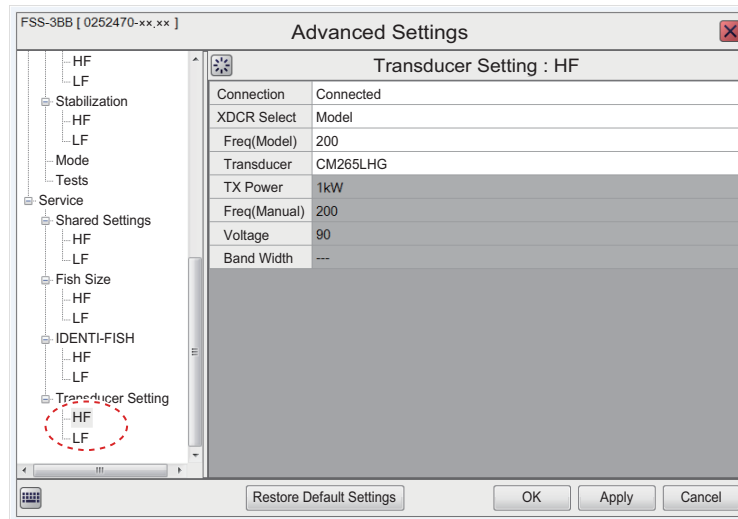 FSS-3BB [ 0252470-××.×× ]
Advanced Settings
HF
LF
Stabilization
HF
LF
Mode
Tests
Service
Shared Settings
HF
LF
Fish Size
HF
LF
IDENTI-FISH
HF
LF
Transducer Setting
HF
LF
Transducer Setting : HF
Connection Connected
XDCR Select Model
Freq(Model) 200
Transducer CM265LHG
TX Power 1kW
Freq(Manual) 200
Voltage 90
Band Width ---
Restore Default Settings OK Apply Cancel